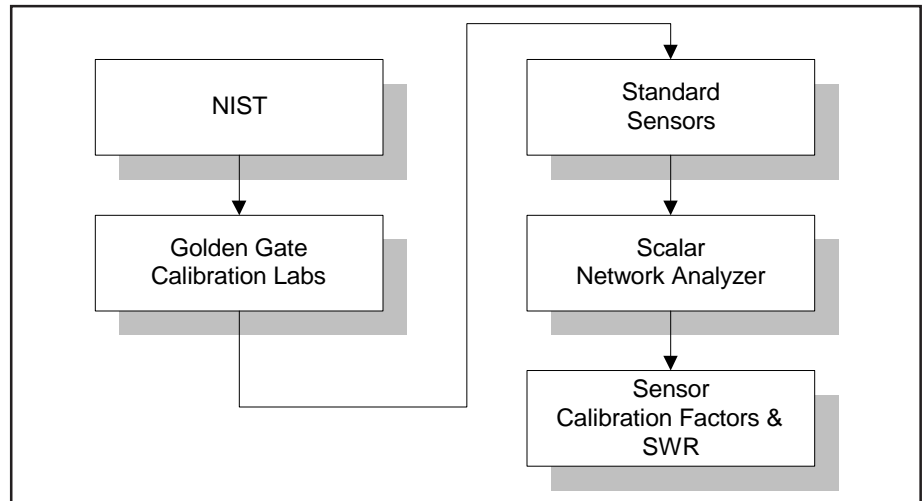 NIST
Golden Gate
Calibration Labs
Standard
Sensors
Scalar
Network Analyzer
Sensor
Calibration Factors &
SWR